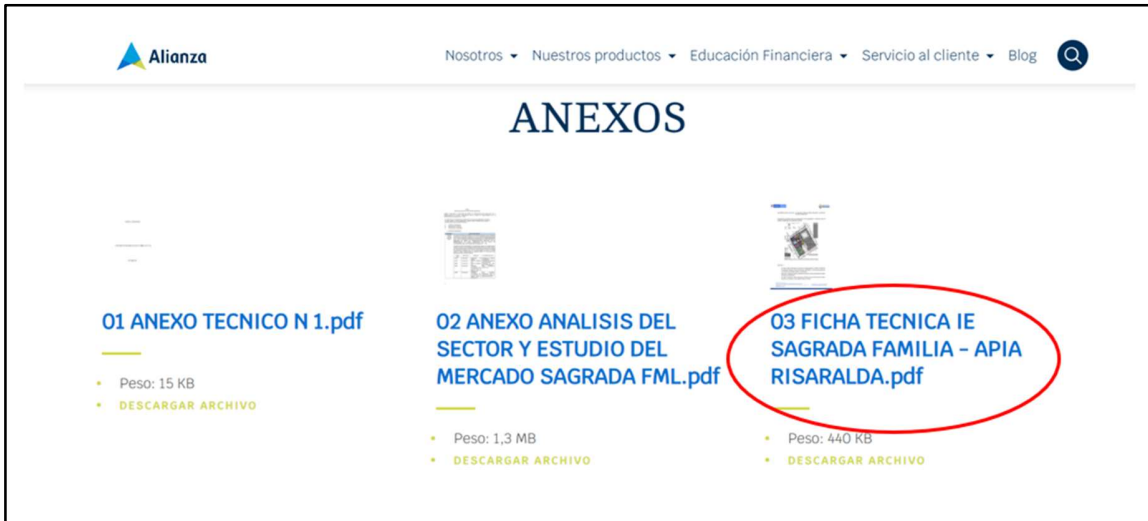 Alianza
Nosotros Nuestros productos Educación Financiera Servicio al cliente Blog
ANEXOS
01 ANEXO TECNICO N 1.pdf
Peso: 15 KB
DESCARGAR ARCHIVO
02 ANEXO ANALISIS DEL
SECTOR Y ESTUDIO DEL
MERCADO SAGRADA FML.pdf
Peso: 1,3 MB
DESCARGAR ARCHIVO
03 FICHA TECNICA IE
SAGRADA FAMILIA – APIA
RISARALDA.pdf
Peso: 440 KB
DESCARGAR ARCHIVO